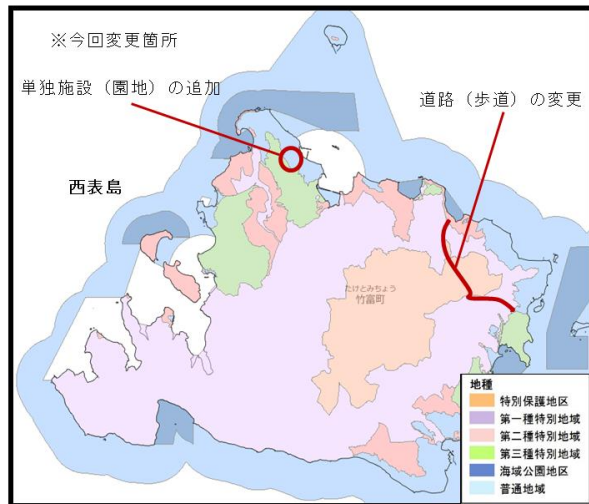 ※今回変更箇所
単独施設（園地）の追加
道路（歩道）の変更
西表島
たけとみちょう
竹富町
地種
特別保護地区
第一種特別地域
第二種特別地域
第三種特別地域
海域公園地区
普通地域